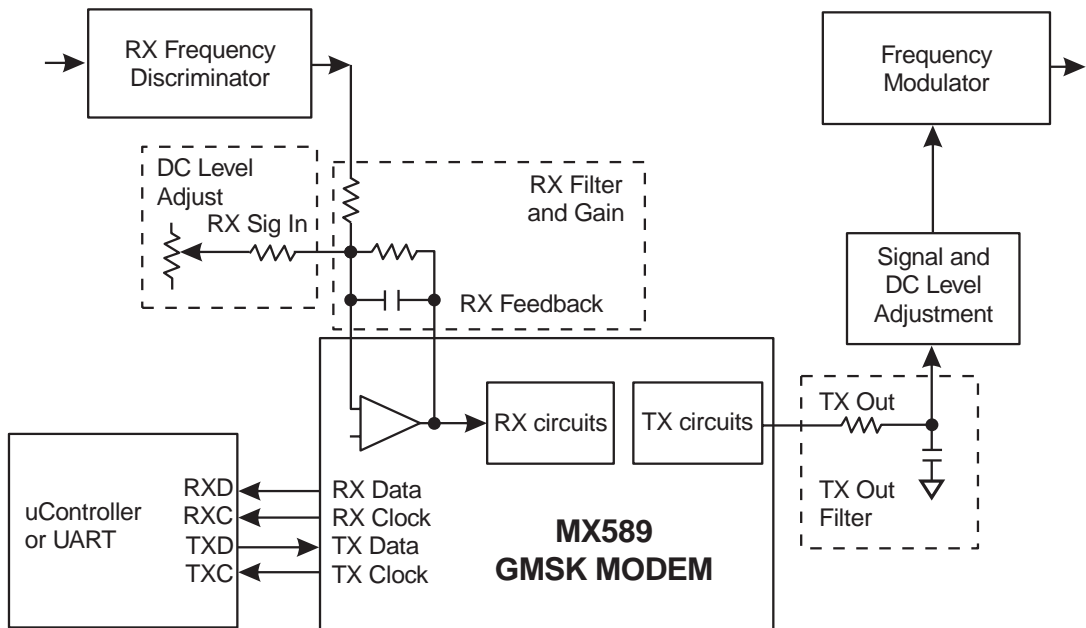 RX Frequency
Discriminator
Frequency
Modulator
DC Level
Adjust
RX Sig In
RX Filter
and Gain
RX Feedback
Signal and
DC Level
Adjustment
RX circuits
TX circuits
TX Out
TX Out
Filter
uController
or UART
RXD
RXC
TXD
TXC
RX Data
RX Clock
TX Data
TX Clock
MX589
GMSK MODEM